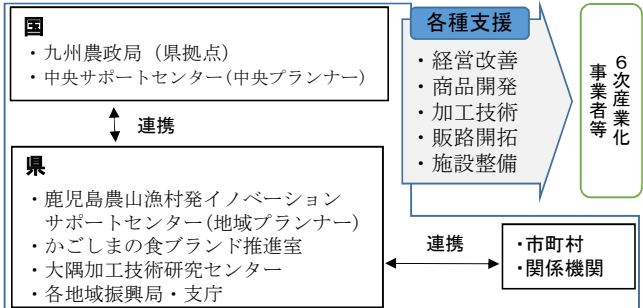 国
・九州農政局（県拠点）
・中央サポートセンター(中央プランナー)
連携
県
・鹿児島農山漁村発イノベーション
サポートセンター(地域プランナー)
・かごしまの食ブランド推進室
・大隅加工技術研究センター
・各地域振興局・支庁
各種支援
・経営改善
・商品開発
・加工技術
・販路開拓
・施設整備
６次産業化
事業者等
連携
・市町村
・関係機関